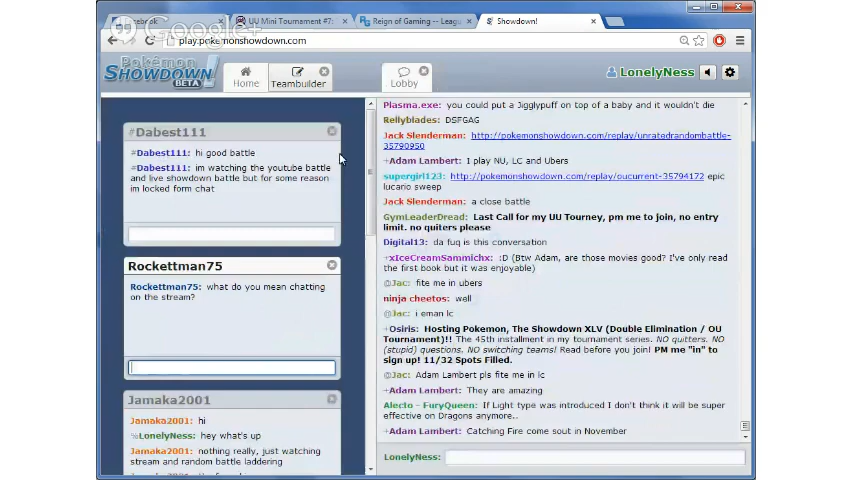 Google+
Facebook
UU Mini Tournament #7:
Reign of Gaming -- Leagu
Showdown!
play.pokemonshowdown.com
Pokémon
SHOWDOWN!
BETA
Home
Teambuilder
Lobby
LonelyNess
#Dabest111
#Dabest111: hi good battle
#Dabest111: im watching the youtube battle
and live showdown battle but for some reason
im locked form chat
Rockettman75
Rockettman75: what do you mean chatting
on the stream?
Jamaka2001
Jamaka2001: hi
%LonelyNess: hey what's up
Jamaka2001: nothing really, just watching
stream and random battle laddering
Plasma.exe: you could put a Jigglypuff on top of a baby and it wouldn't die
Rellyblades: DSFGAG
Jack Slenderman: http://pokemonshowdown.com/replay/unratedrandombattle-
35790950
+Adam Lambert: I play NU, LC and Ubers
supergirl123: http://pokemonshowdown.com/replay/oucurrent-35794172 epic
lucario sweep
Jack Slenderman: a close battle
GymLeaderDread: Last Call for my UU Tourney, pm me to join, no entry
limit. no quiters please
Digital13: da fuq is this conversation
+xIceCreamSammichx: :D (Btw Adam, are those movies good? I've only read
the first book but it was enjoyable)
@Jac: fite me in ubers
ninja cheetos: well
@Jac: i eman lc
+Osiris: Hosting Pokemon, The Showdown XLV (Double Elimination / OU
Tournament)!! The 45th installment in my tournament series. NO QUITTERS. NO
(stupid) QUESTIONS. NO SWITCHING TEAMS! Read before you join! PM me "in" to
sign up! 11/32 Spots Filled.
@Jac: Adam Lambert pls fite me in lc
+Adam Lambert: They are amazing
Alecto - FuryQueen: If Light type was introduced I don't think it will be super
effective on Dragons anymore..
+Adam Lambert: Catching Fire come sout in November
LonelyNess: